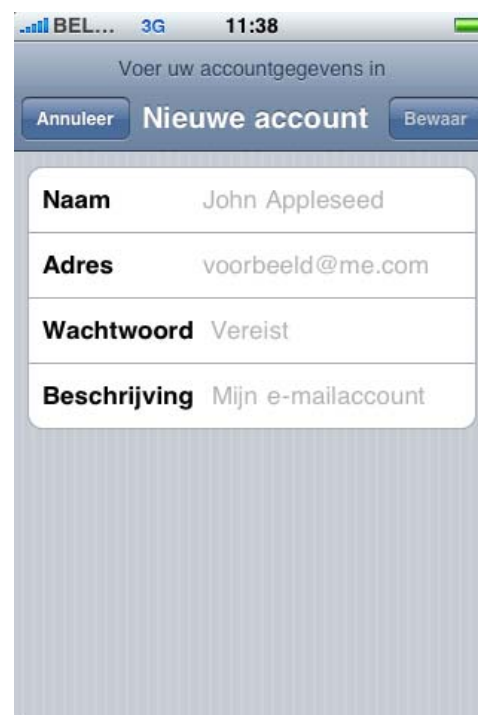 BEL... 3G 11:38
Voer uw accountgegevens in
Annuleer Nieuwe account Bewaar
Naam John Appleseed
Adres voorbeeld@me.com
Wachtwoord Vereist
Beschrijving Mijn e-mailaccount